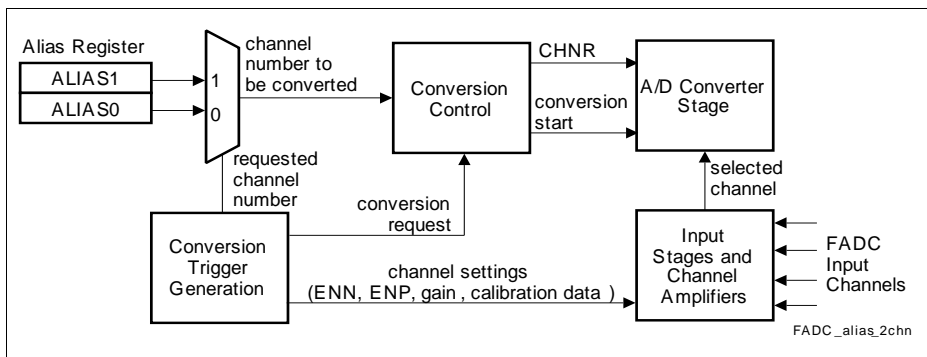 Alias Register
ALIAS1
ALIAS0
1
0
channel
number to
be converted
requested
channel
number
Conversion
Trigger
Generation
conversion
request
Conversion
Control
CHNR
conversion
start
A/D Converter
Stage
selected
channel
channel settings
(ENN, ENP, gain , calibration data )
Input
Stages and
Channel
Amplifiers
FADC
Input
Channels
FADC_alias_2chn